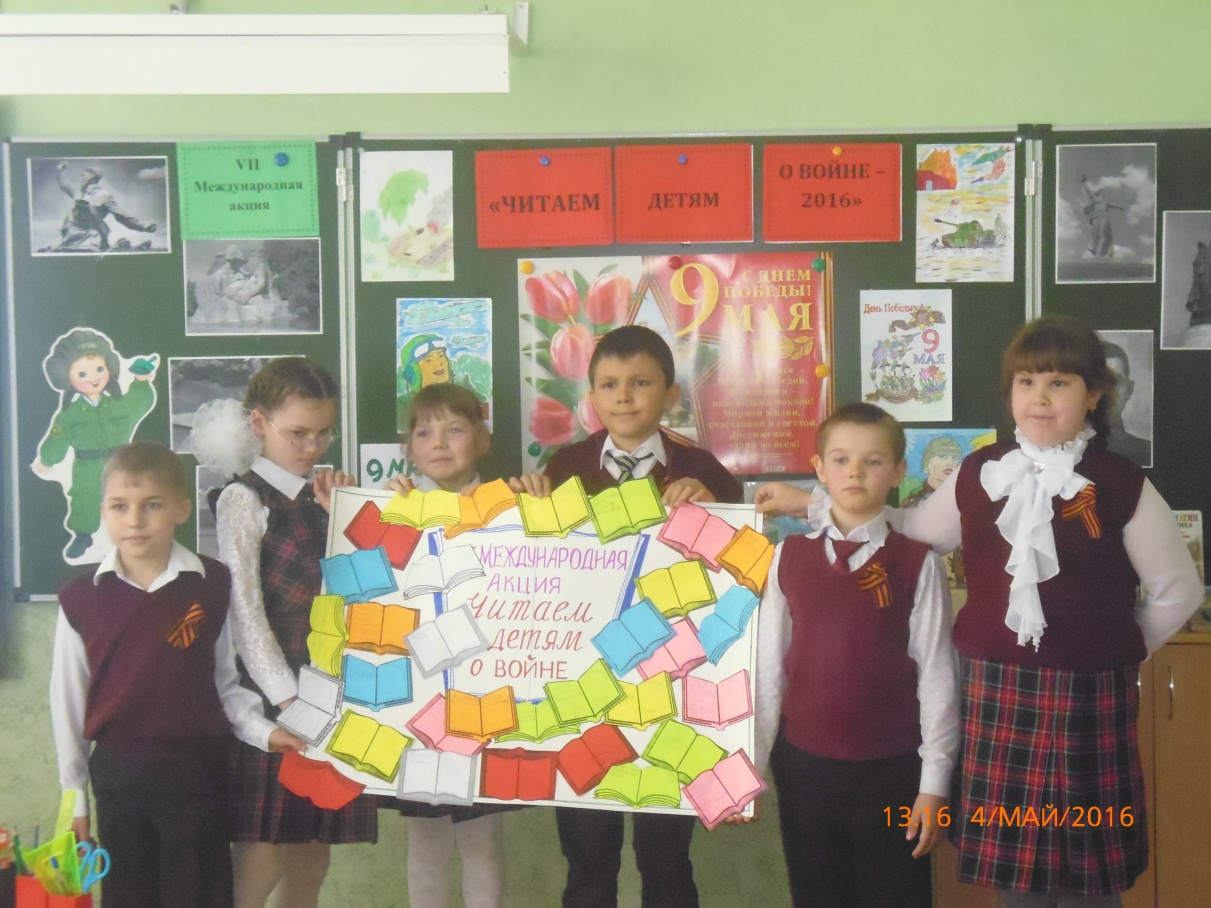 VII
Международная
акция
«ЧИТАЕМ
ДЕТЯМ
О ВОЙНЕ –
2016»
С ДНЕМ
ПОБЕДЫ!
9
МАЯ
День Победы
9
МАЯ
9 М
МЕЖДУНАРОДНАЯ
АКЦИЯ
Читаем
детям
О ВОЙНЕ
13:16 4/МАЙ/2016